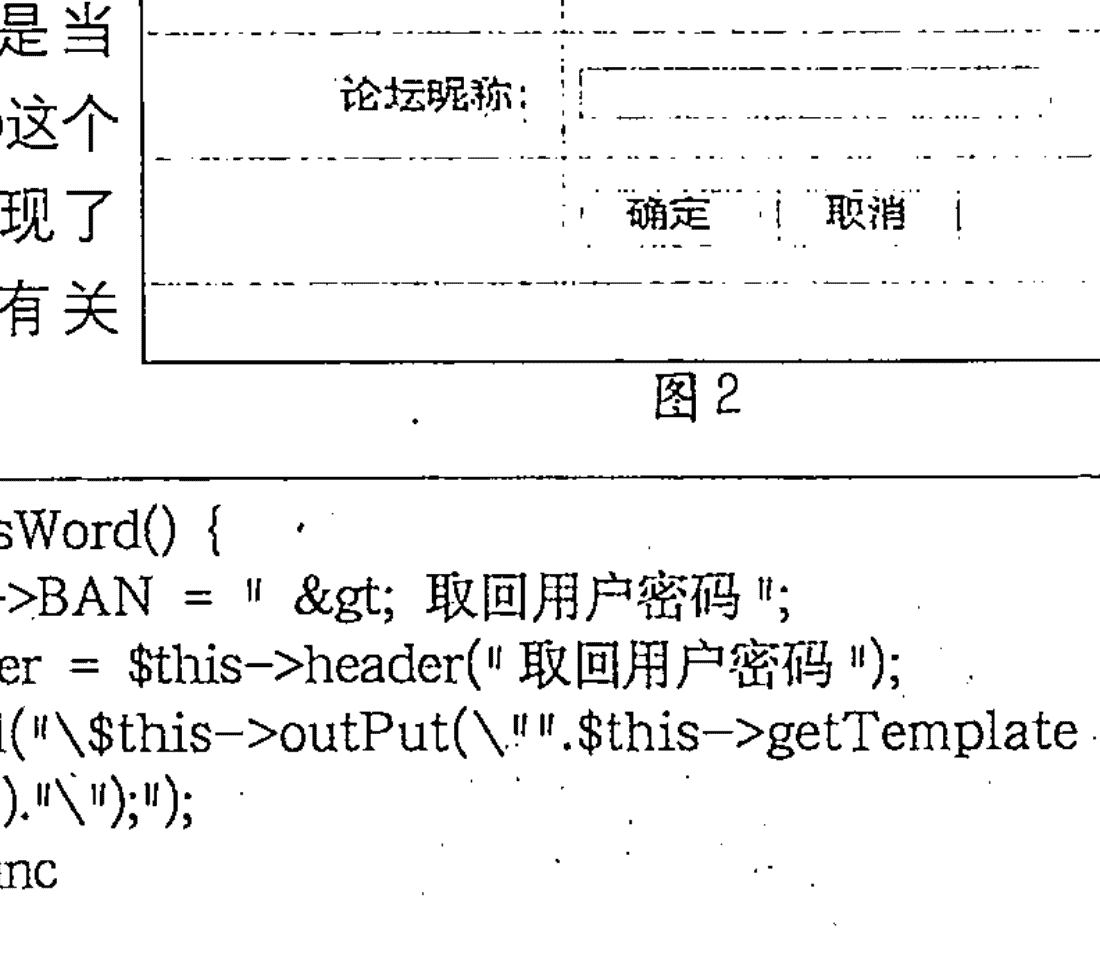 是当
这个
现了
有关
论坛昵称:
确定 取消
图2
sWord() {
->BAN = " &gt; 取回用户密码 ";
er = $this->header(" 取回用户密码 ");
("\$this->outPut(\"".$this->getTemplate
)."\");");
nc